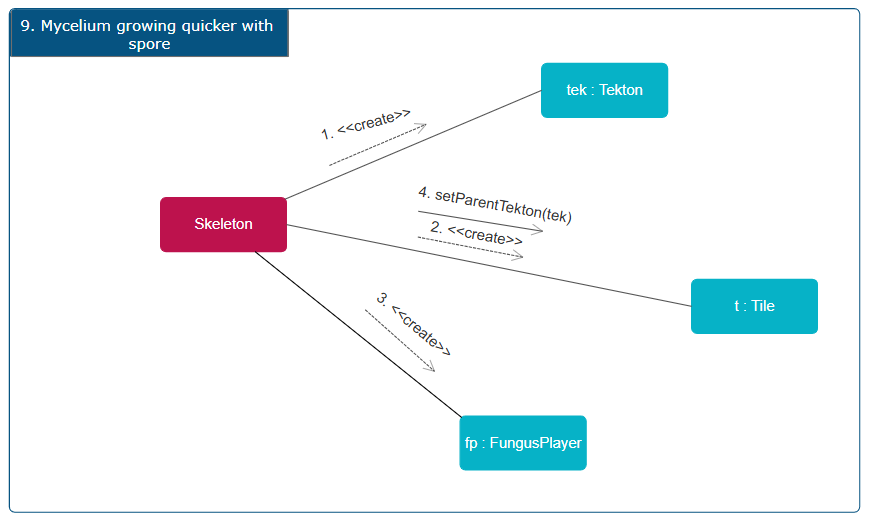 9. Mycelium growing quicker with
spore
tek : Tekton
1. <<create>>
4. setParentTekton(tek)
Skeleton
2. <<create>>
3. <<create>>
t : Tile
fp : FungusPlayer